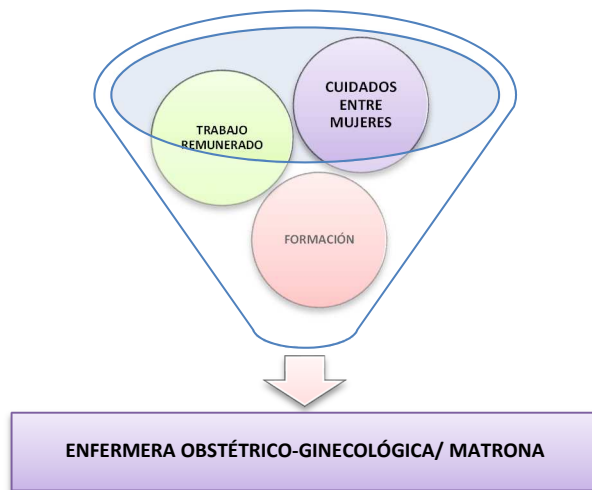 CUIDADOS
ENTRE
MUJERES
TRABAJO
REMUNERADO
FORMACIÓN
ENFERMERA OBSTÉTRICO-GINECOLÓGICA/ MATRONA